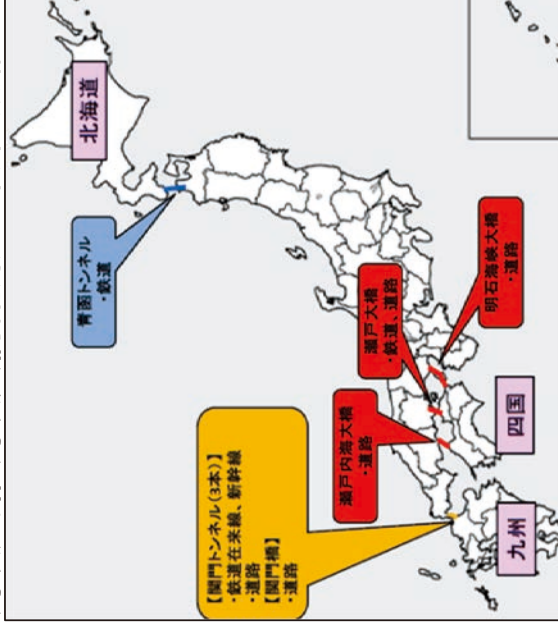 北海道
青函トンネル
・鉄道
瀬戸大橋
・鉄道、道路
明石海峡大橋
・道路
【関門トンネル(3本)】
・鉄道在来線、新幹線
・道路
【関門橋】
・道路
瀬戸内海大橋
・道路
四国
九州